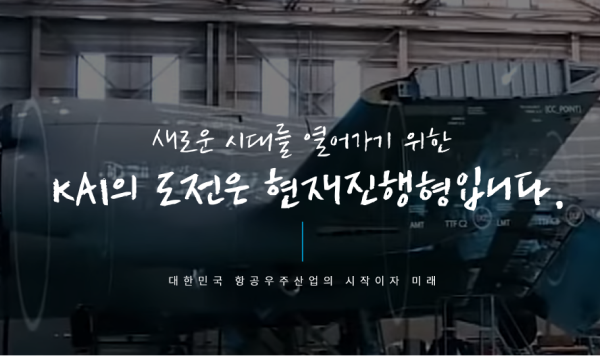 새로운 시대를 열어가기 위한
KAI의 도전은 현재진행형입니다.
대한민국 항공우주산업의 시작이자 미래
(CC_POINT)
AMT
TTF C2
LMT